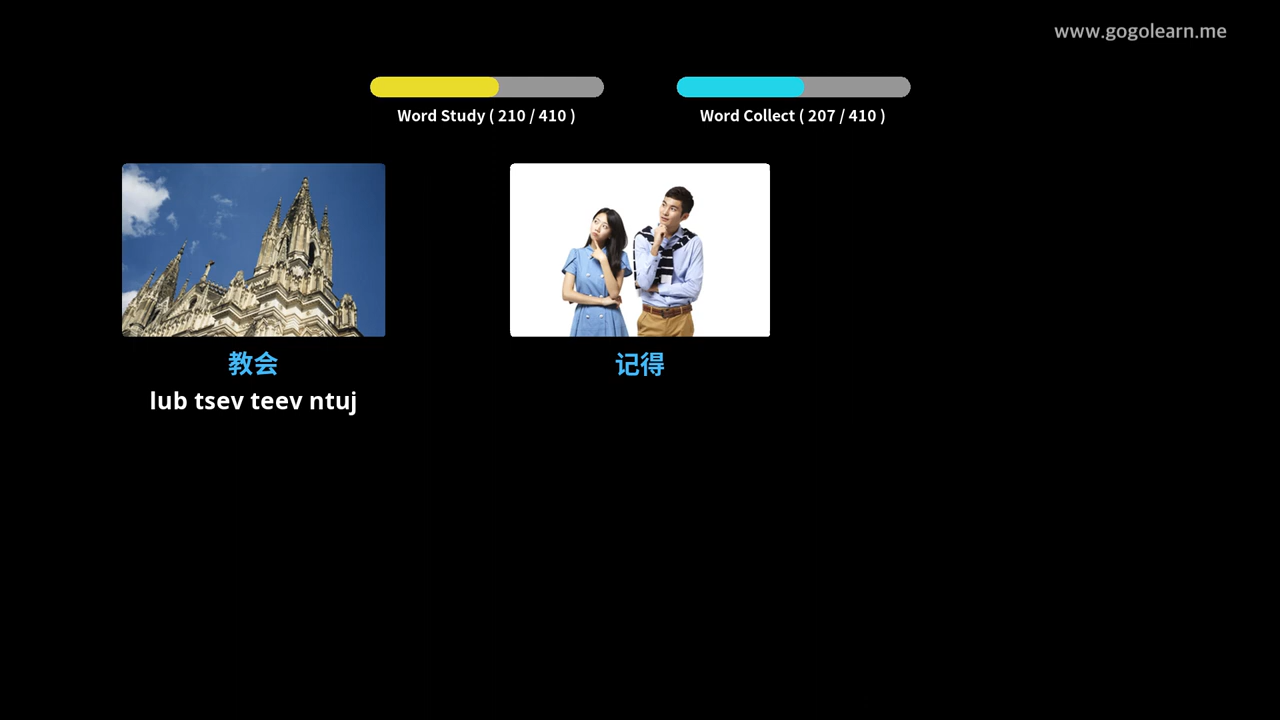 www.gogolearn.me
Word Study ( 210 / 410 )
Word Collect ( 207 / 410 )
教会
lub tsev teev ntuj
记得